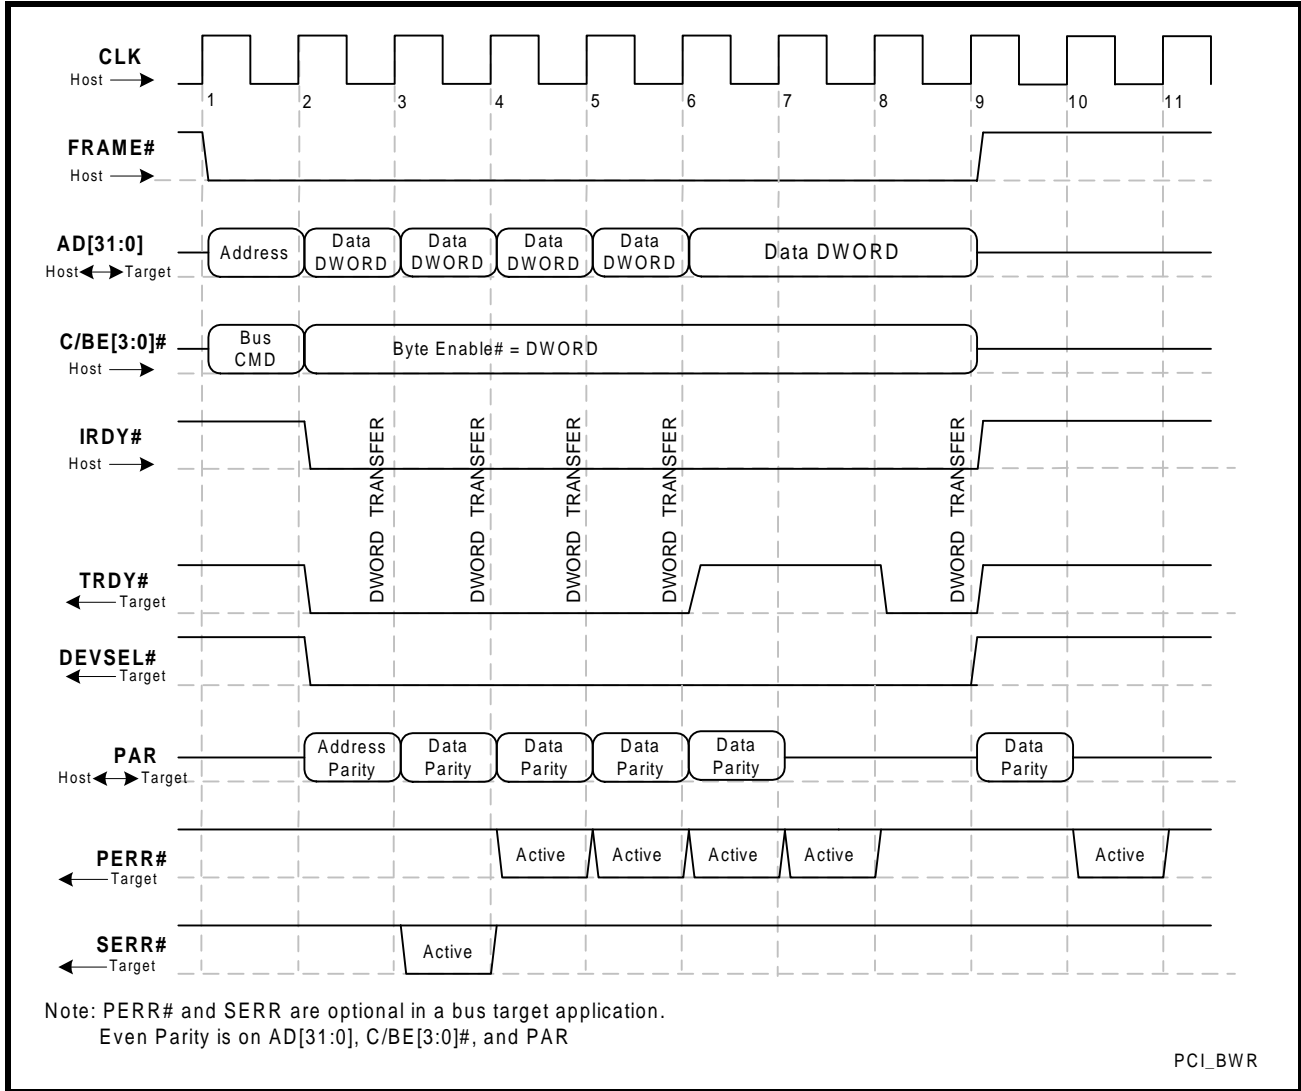 CLK
Host
1 2 3 4 5 6 7 8 9 10 11
FRAME#
Host
AD[31:0]
Host Target
Address
Data
DWORD
Data
DWORD
Data
DWORD
Data
DWORD
Data DWORD
C/BE[3:0]#
Host
Bus
CMD
Byte Enable# = DWORD
IRDY#
Host
DWORD TRANSFER
DWORD TRANSFER
DWORD TRANSFER
DWORD TRANSFER
DWORD TRANSFER
TRDY#
Target
DEVSEL#
Target
PAR
Host Target
Address
Parity
Data
Parity
Data
Parity
Data
Parity
Data
Parity
Data
Parity
PERR#
Target
Active
Active
Active
Active
Active
SERR#
Target
Active
Note: PERR# and SERR are optional in a bus target application.
Even Parity is on AD[31:0], C/BE[3:0]#, and PAR
PCI_BWR